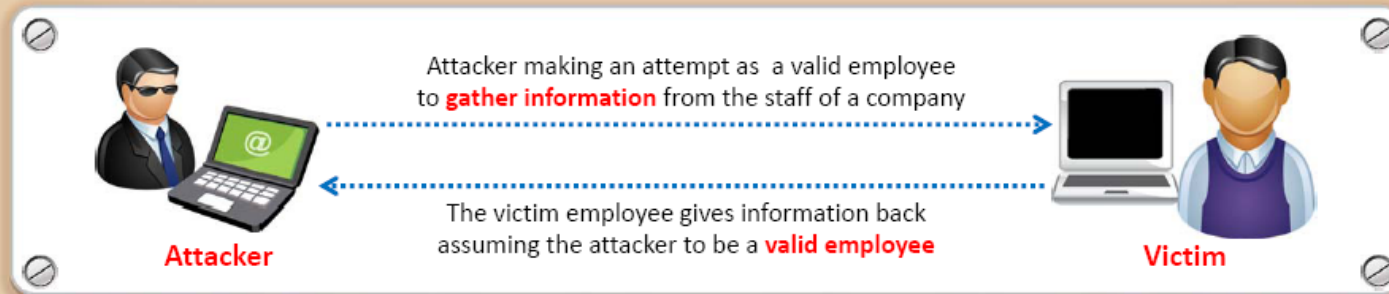 Attacker making an attempt as a valid employee
to gather information from the staff of a company
@
The victim employee gives information back
assuming the attacker to be a valid employee
Attacker
Victim